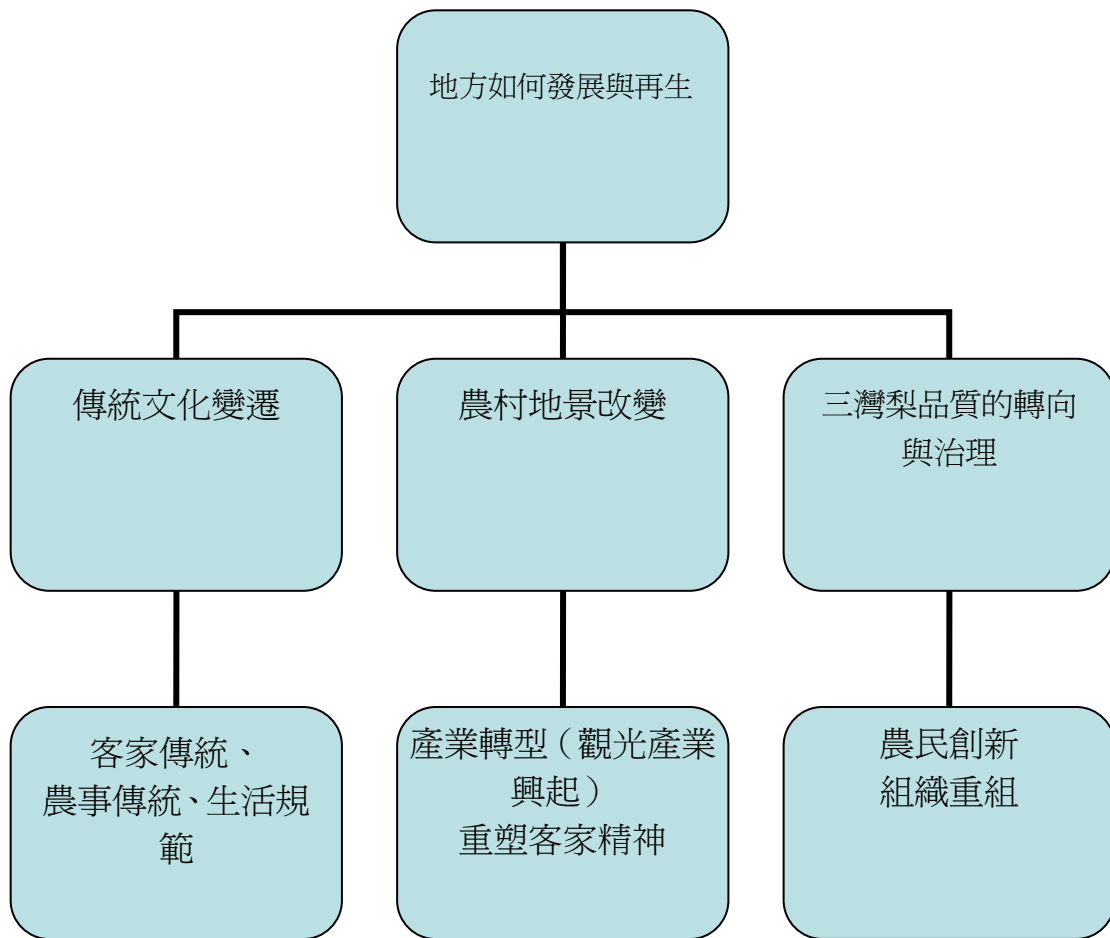 地方如何發展與再生
傳統文化變遷
農村地景改變
三灣梨品質的轉向
與治理
客家傳統、
農事傳統、生活規
範
產業轉型（觀光產業
興起）
重塑客家精神
農民創新
組織重組